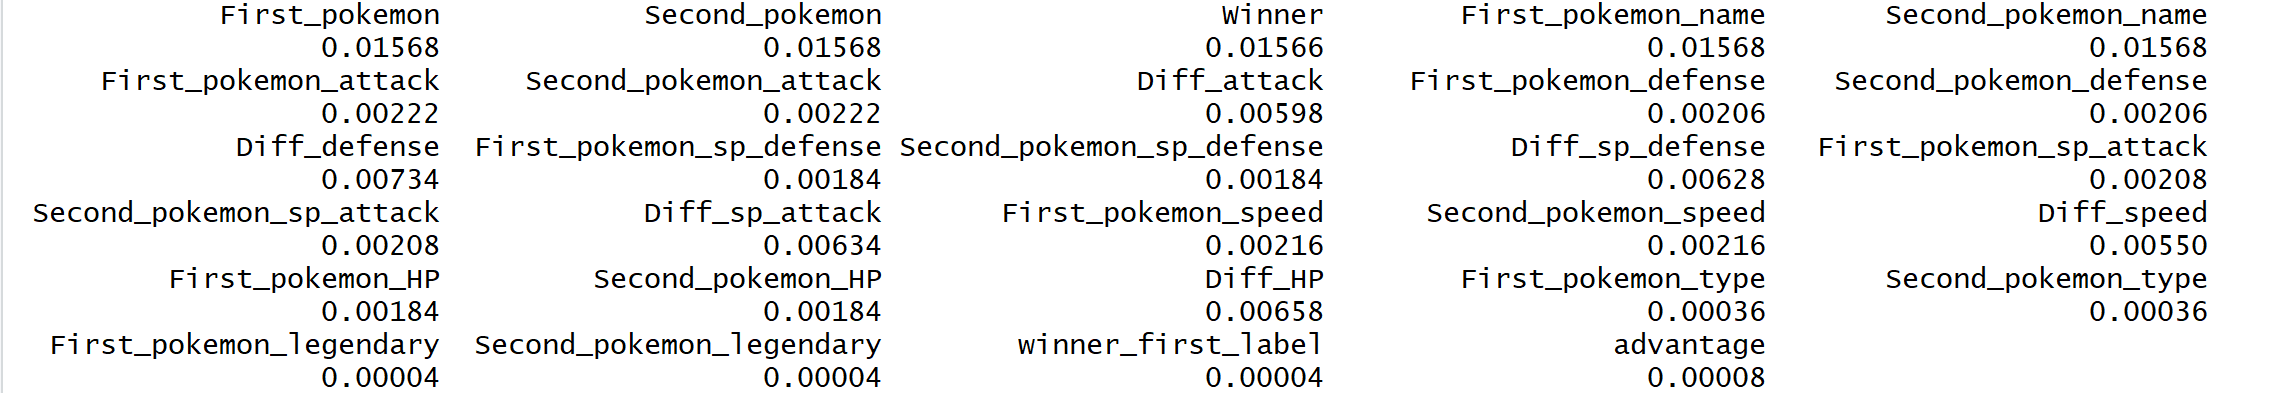 First_pokemon Second_pokemon Winner First_pokemon_name Second_pokemon_name
0.01568 0.01568 0.01566 0.01568 0.01568
First_pokemon_attack Second_pokemon_attack Diff_attack First_pokemon_defense Second_pokemon_defense
0.00222 0.00222 0.00598 0.00206 0.00206
Diff_defense First_pokemon_sp_defense Second_pokemon_sp_defense Diff_sp_defense First_pokemon_sp_attack
0.00734 0.00184 0.00184 0.00628 0.00208
Second_pokemon_sp_attack Diff_sp_attack First_pokemon_speed Second_pokemon_speed Diff_speed
0.00208 0.00634 0.00216 0.00216 0.00550
First_pokemon_HP Second_pokemon_HP Diff_HP First_pokemon_type Second_pokemon_type
0.00184 0.00184 0.00658 0.00036 0.00036
First_pokemon_legendary Second_pokemon_legendary winner_first_label advantage
0.00004 0.00004 0.00004 0.00008